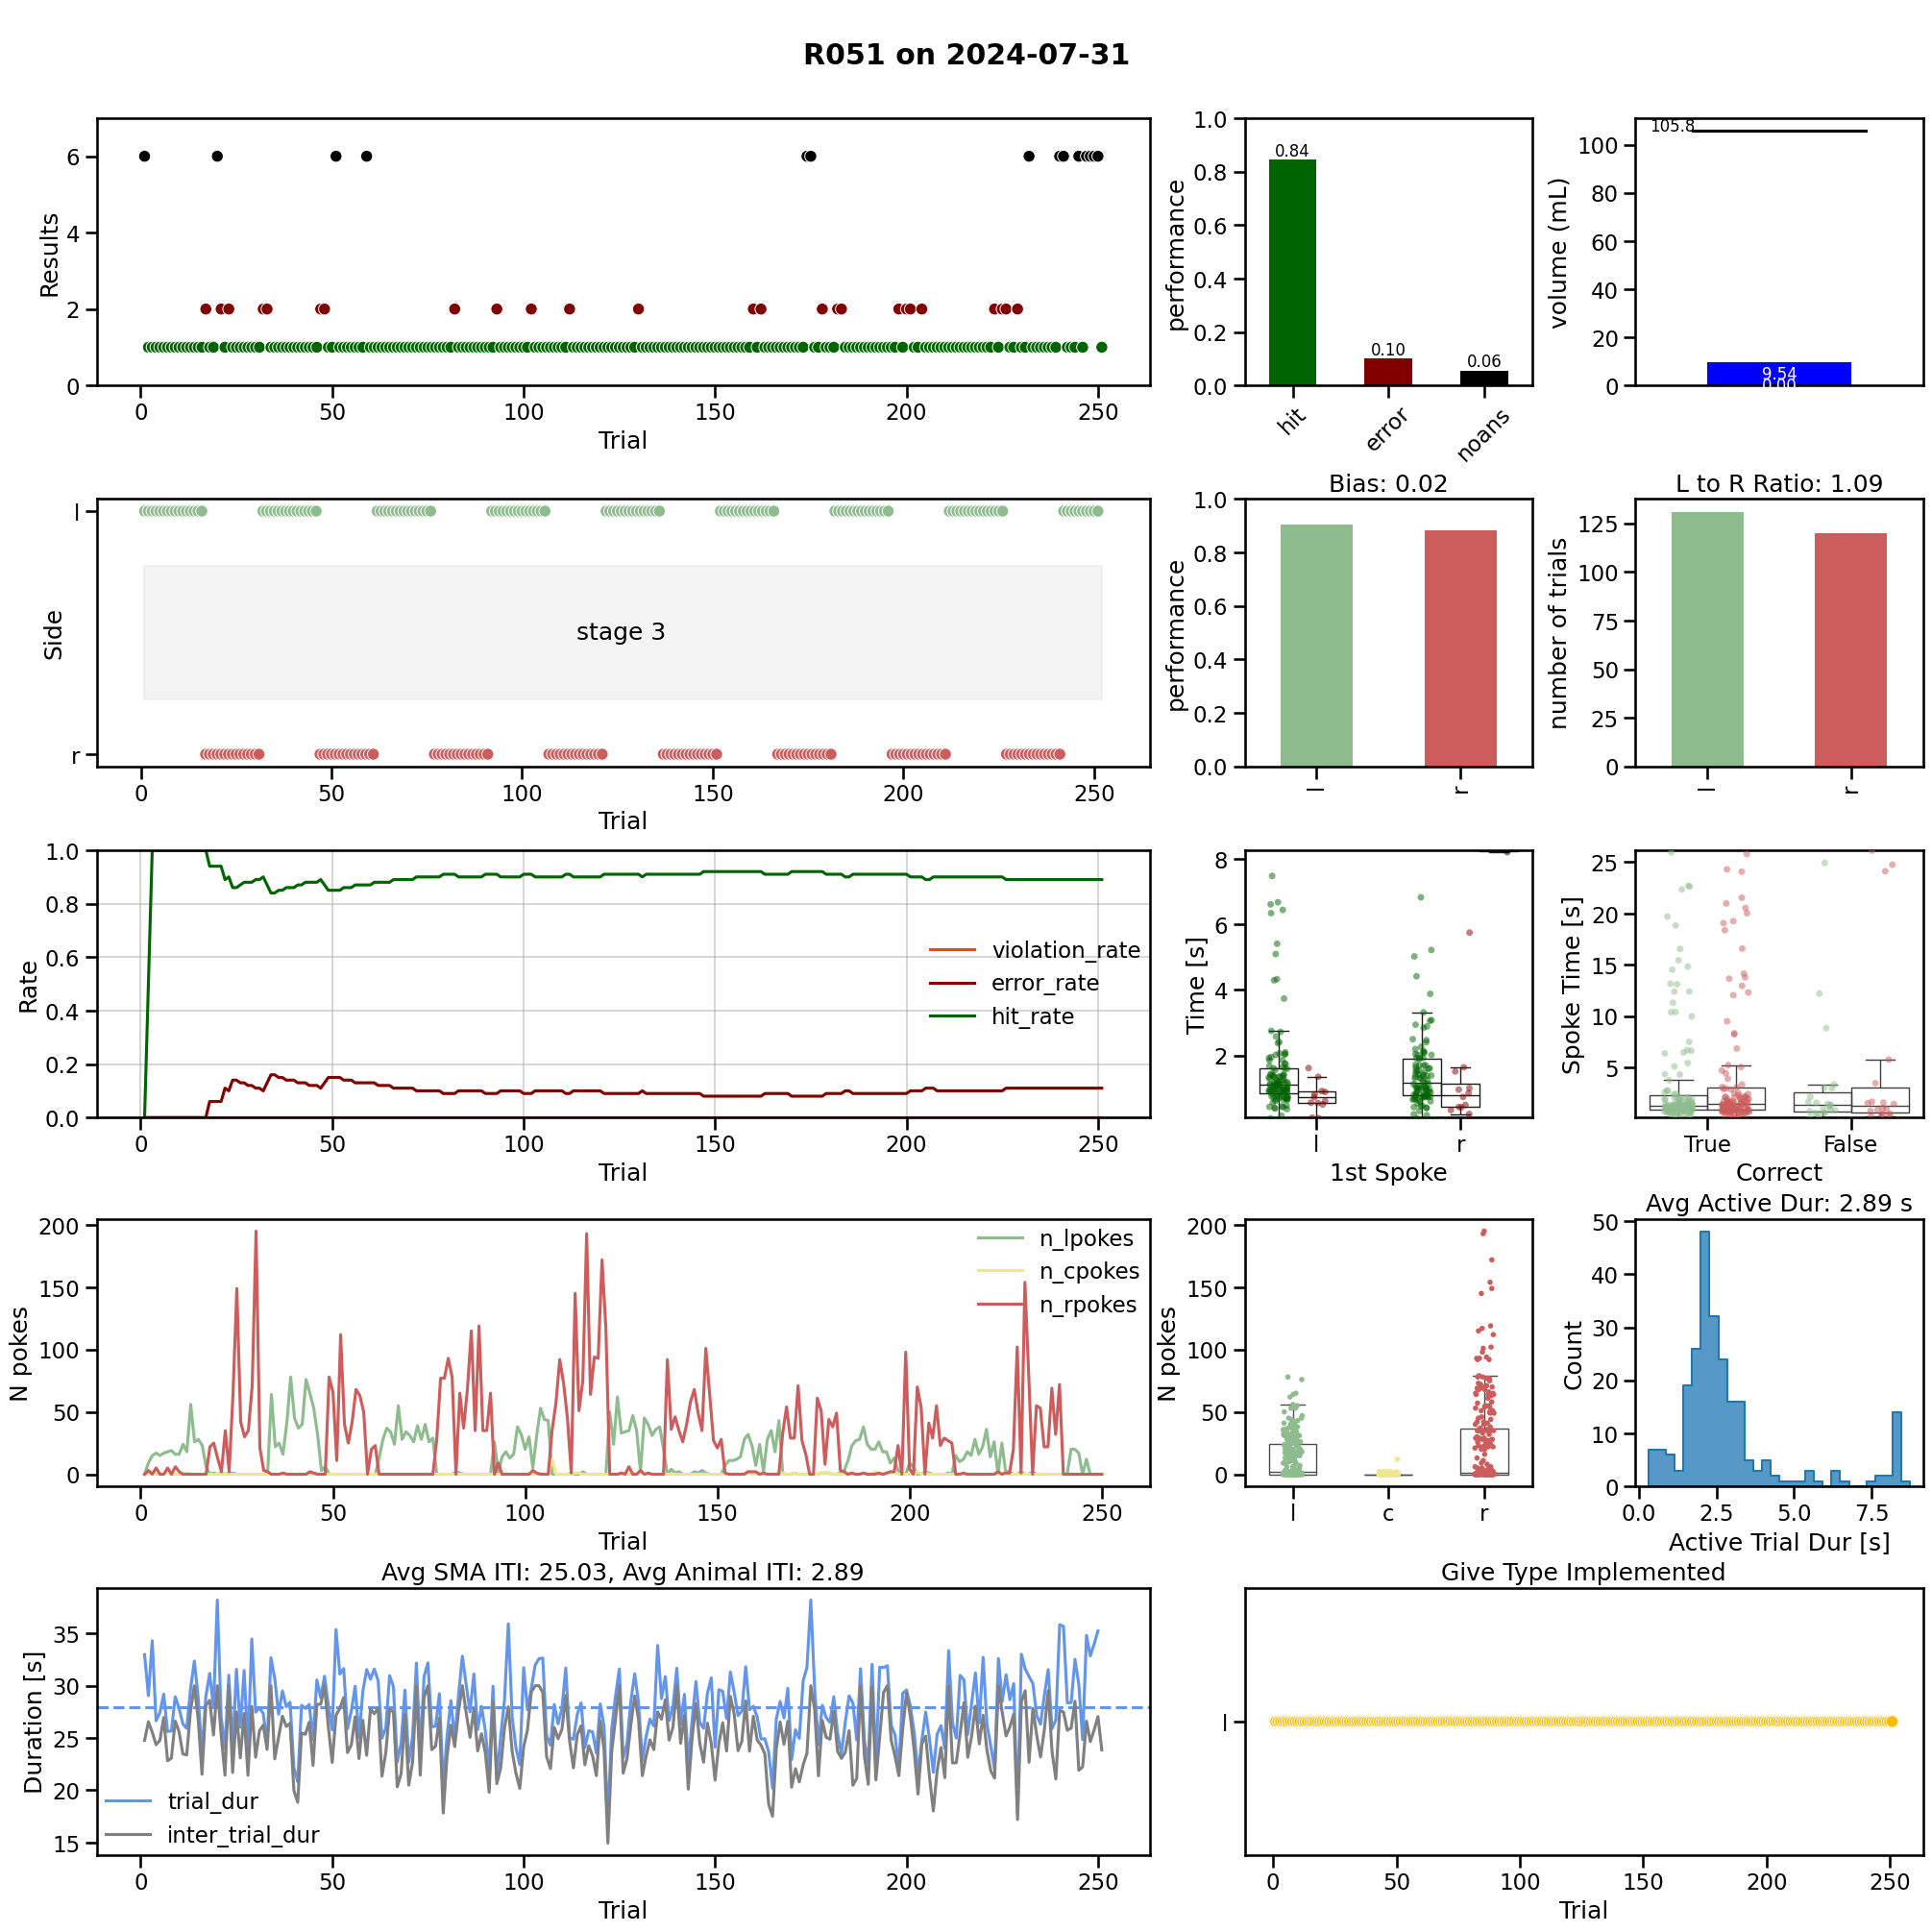 R051 on 2024-07-31
Results
6
4
2
0
0
50
100
150
200
250
Trial
performance
1.0
0.8
0.6
0.4
0.2
0.0
0.84
0.10
0.06
hit
error
noans
volume (mL)
100
80
60
40
20
0
105.8
9.54
0.00
Side
l
r
stage 3
0
50
100
150
200
250
Trial
Bias: 0.02
performance
1.0
0.8
0.6
0.4
0.2
0.0
l
r
L to R Ratio: 1.09
number of trials
125
100
75
50
25
0
l
r
Rate
1.0
0.8
0.6
0.4
0.2
0.0
violation_rate
error_rate
hit_rate
0
50
100
150
200
250
Trial
Time [s]
8
6
4
2
l
r
1st Spoke
Spoke Time [s]
25
20
15
10
5
True
False
Correct
N pokes
200
150
100
50
0
n_lpokes
n_cpokes
n_rpokes
0
50
100
150
200
250
Trial
N pokes
200
150
100
50
0
l
c
r
Avg Active Dur: 2.89 s
Count
50
40
30
20
10
0
0.0
2.5
5.0
7.5
Active Trial Dur [s]
Avg SMA ITI: 25.03, Avg Animal ITI: 2.89
Duration [s]
35
30
25
20
15
trial_dur
inter_trial_dur
0
50
100
150
200
250
Trial
Give Type Implemented
l
0
50
100
150
200
250
Trial